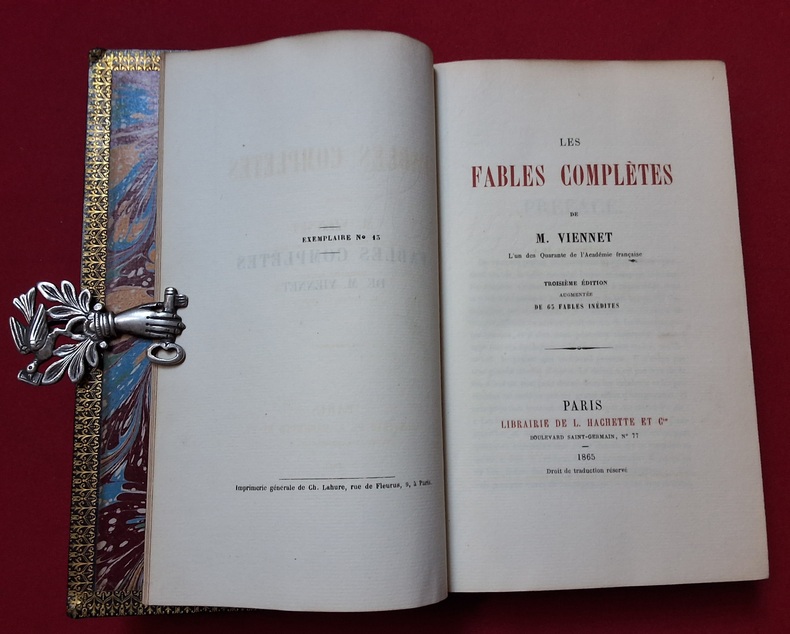 EXEMPLAIRE No 13
Imprimerie générale de Ch. Lahure, rue de Fleurus, 9, à Paris.
LES
FABLES COMPLÈTES
DE
M. VIENNET
L'un des Quarante de l'Académie française
TROISIÈME ÉDITION
AUGMENTÉE
DE 65 FABLES INÉDITES
PARIS
LIBRAIRIE DE L. HACHETTE ET Cie
BOULEVARD SAINT-GERMAIN, N° 77
1865
Droit de traduction réservé